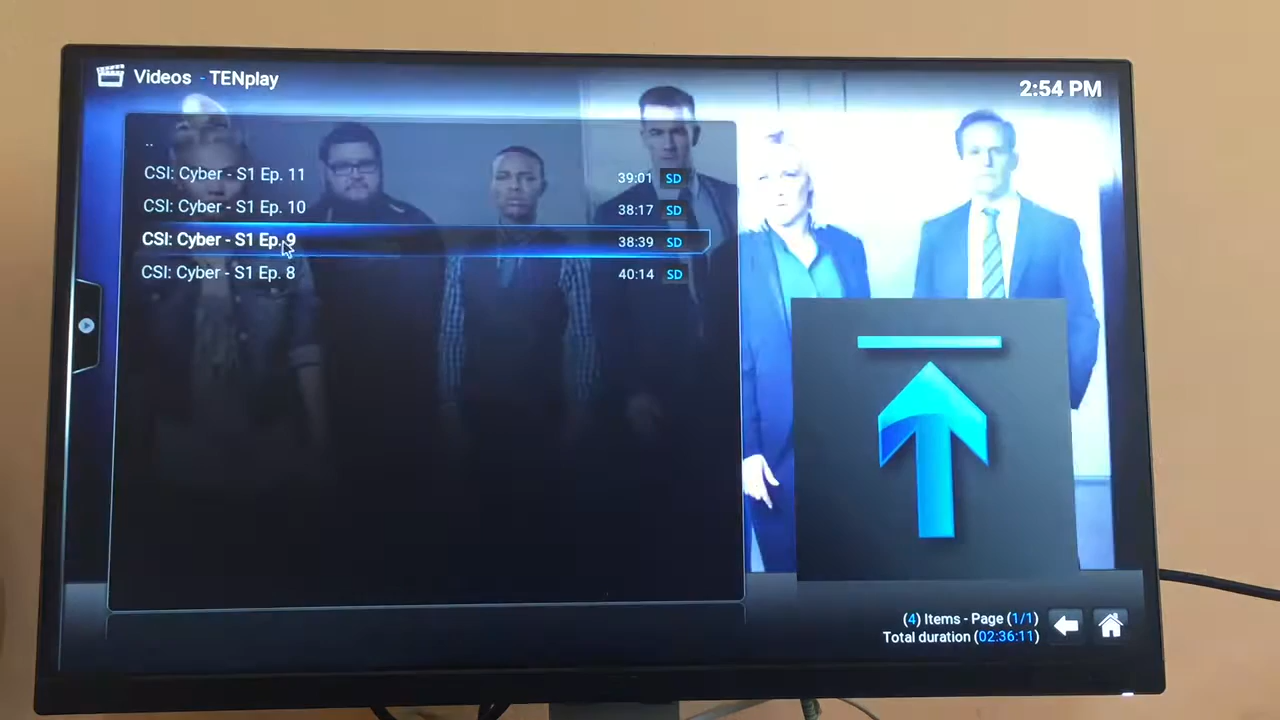 Videos - TENplay
2:54 PM
..
CSI: Cyber - S1 Ep. 11 39:01 SD
CSI: Cyber - S1 Ep. 10 38:17 SD
CSI: Cyber - S1 Ep. 9 38:39 SD
CSI: Cyber - S1 Ep. 8 40:14 SD
(4) Items - Page (1/1)
Total duration (02:36:11)